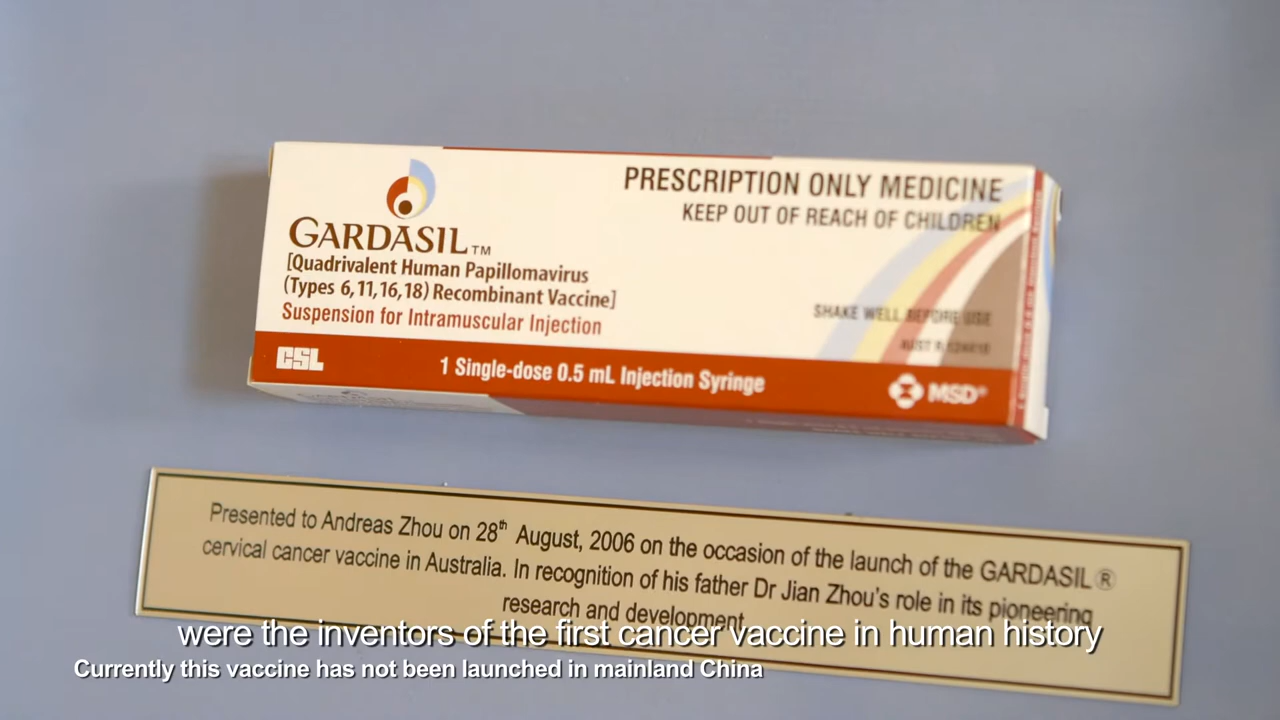 PRESCRIPTION ONLY MEDICINE
KEEP OUT OF REACH OF CHILDREN
GARDASIL™
[Quadrivalent Human Papillomavirus
(Types 6,11,16,18) Recombinant Vaccine]
Suspension for Intramuscular Injection
SHAKE WELL BEFORE USE
AUST R
CSL
1 Single-dose 0.5 mL Injection Syringe
MSD®
Presented to Andreas Zhou on 28th August, 2006 on the occasion of the launch of the GARDASIL®
cervical cancer vaccine in Australia. In recognition of his father Dr Jian Zhou's role in its pioneering
research and development
were the inventors of the first cancer vaccine in human history
Currently this vaccine has not been launched in mainland China